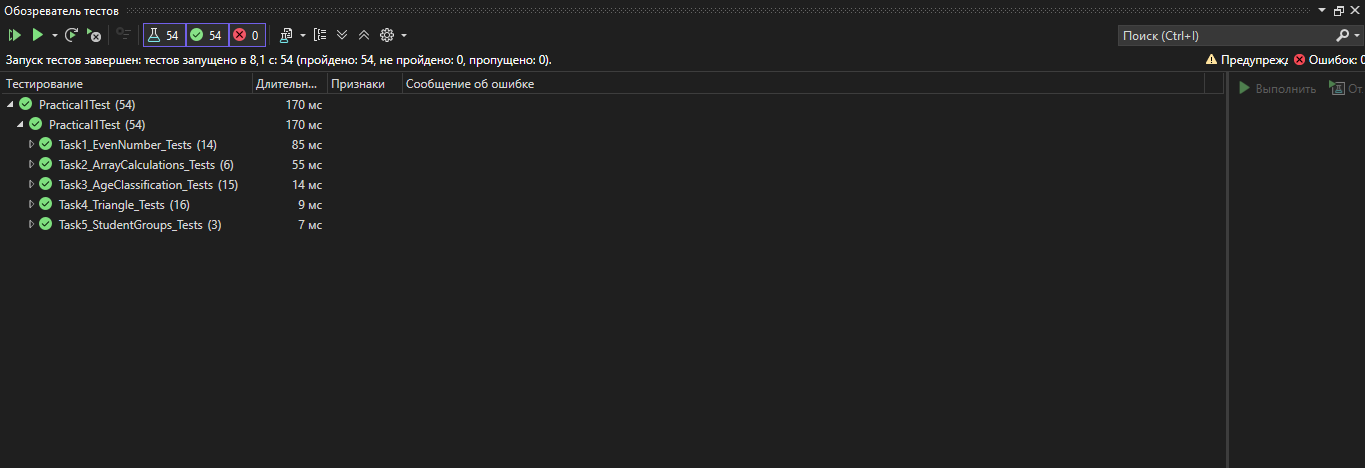 Обозреватель тестов
54 54 0 Поиск (Ctrl+I)
Запуск тестов завершен: тестов запущено в 8,1 с: 54 (пройдено: 54, не пройдено: 0, пропущено: 0). Предупрежд Ошибок: 0
Тестирование Длительн... Признаки Сообщение об ошибке
Выполнить От
Practical1Test (54) 170 мс
Practical1Test (54) 170 мс
Task1_EvenNumber_Tests (14) 85 мс
Task2_ArrayCalculations_Tests (6) 55 мс
Task3_AgeClassification_Tests (15) 14 мс
Task4_Triangle_Tests (16) 9 мс
Task5_StudentGroups_Tests (3) 7 мс